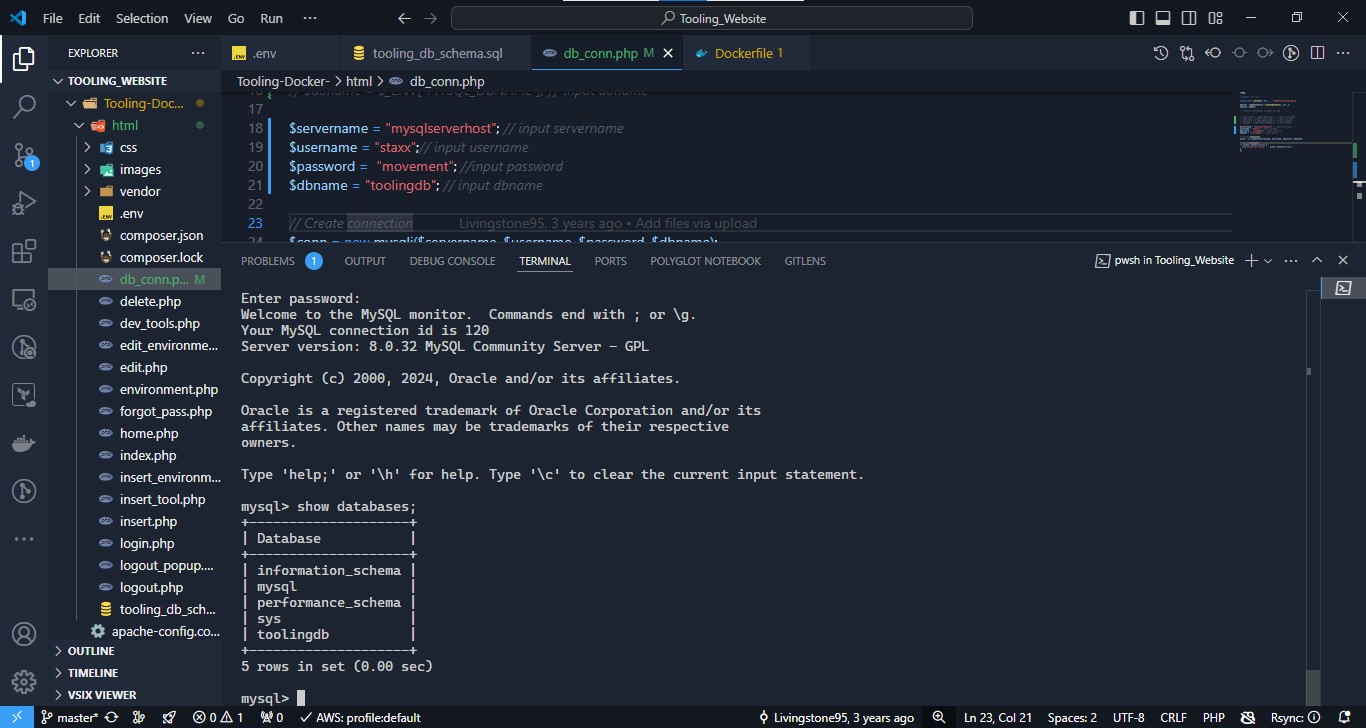 File Edit Selection View Go Run ··· Tooling_Website
EXPLORER ···
TOOLING_WEBSITE
Tooling-Doc...
html
css
images
vendor
.env
composer.json
composer.lock
db_conn.p... M
delete.php
dev_tools.php
edit_environme...
edit.php
environment.php
forgot_pass.php
home.php
index.php
insert_environm...
insert_tool.php
insert.php
login.php
logout_popup....
logout.php
tooling_db_sch...
apache-config.co...
OUTLINE
TIMELINE
VSIX VIEWER
.env tooling_db_schema.sql db_conn.php M Dockerfile 1
Tooling-Docker- > html > db_conn.php
17
18 $servername = "mysqlserverhost"; // input servername
19 $username = "staxx";// input username
20 $password =  "movement"; //input password
21 $dbname = "toolingdb"; // input dbname
22
23 // Create connection Livingstone95, 3 years ago • Add files via upload
24 $conn = new mysqli($servername, $username, $password, $dbname);
PROBLEMS 1 OUTPUT DEBUG CONSOLE TERMINAL PORTS POLYGLOT NOTEBOOK GITLENS pwsh in Tooling_Website
Enter password:
Welcome to the MySQL monitor.  Commands end with ; or \g.
Your MySQL connection id is 120
Server version: 8.0.32 MySQL Community Server - GPL
Copyright (c) 2000, 2024, Oracle and/or its affiliates.
Oracle is a registered trademark of Oracle Corporation and/or its
affiliates. Other names may be trademarks of their respective
owners.
Type 'help;' or '\h' for help. Type '\c' to clear the current input statement.
mysql> show databases;
+--------------------+
| Database           |
+--------------------+
| information_schema |
| mysql              |
| performance_schema |
| sys                |
| toolingdb          |
+--------------------+
5 rows in set (0.00 sec)
mysql>
1
master* 0 1 0 AWS: profile:default Livingstone95, 3 years ago Ln 23, Col 21 Spaces: 2 UTF-8 CRLF PHP Rsync: